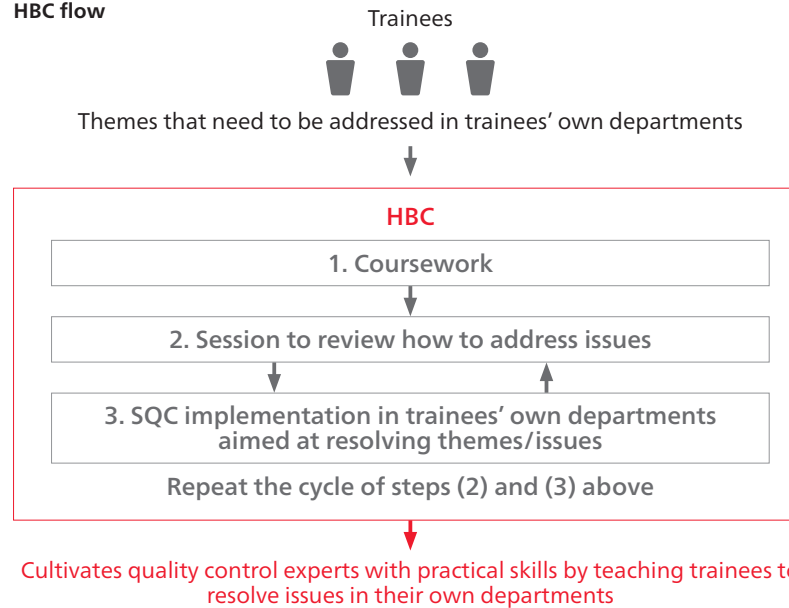 HBC flow
Trainees
Themes that need to be addressed in trainees’ own departments
HBC
1. Coursework
2. Session to review how to address issues
3. SQC implementation in trainees’ own departments
aimed at resolving themes/issues
Repeat the cycle of steps (2) and (3) above
Cultivates quality control experts with practical skills by teaching trainees to
resolve issues in their own departments